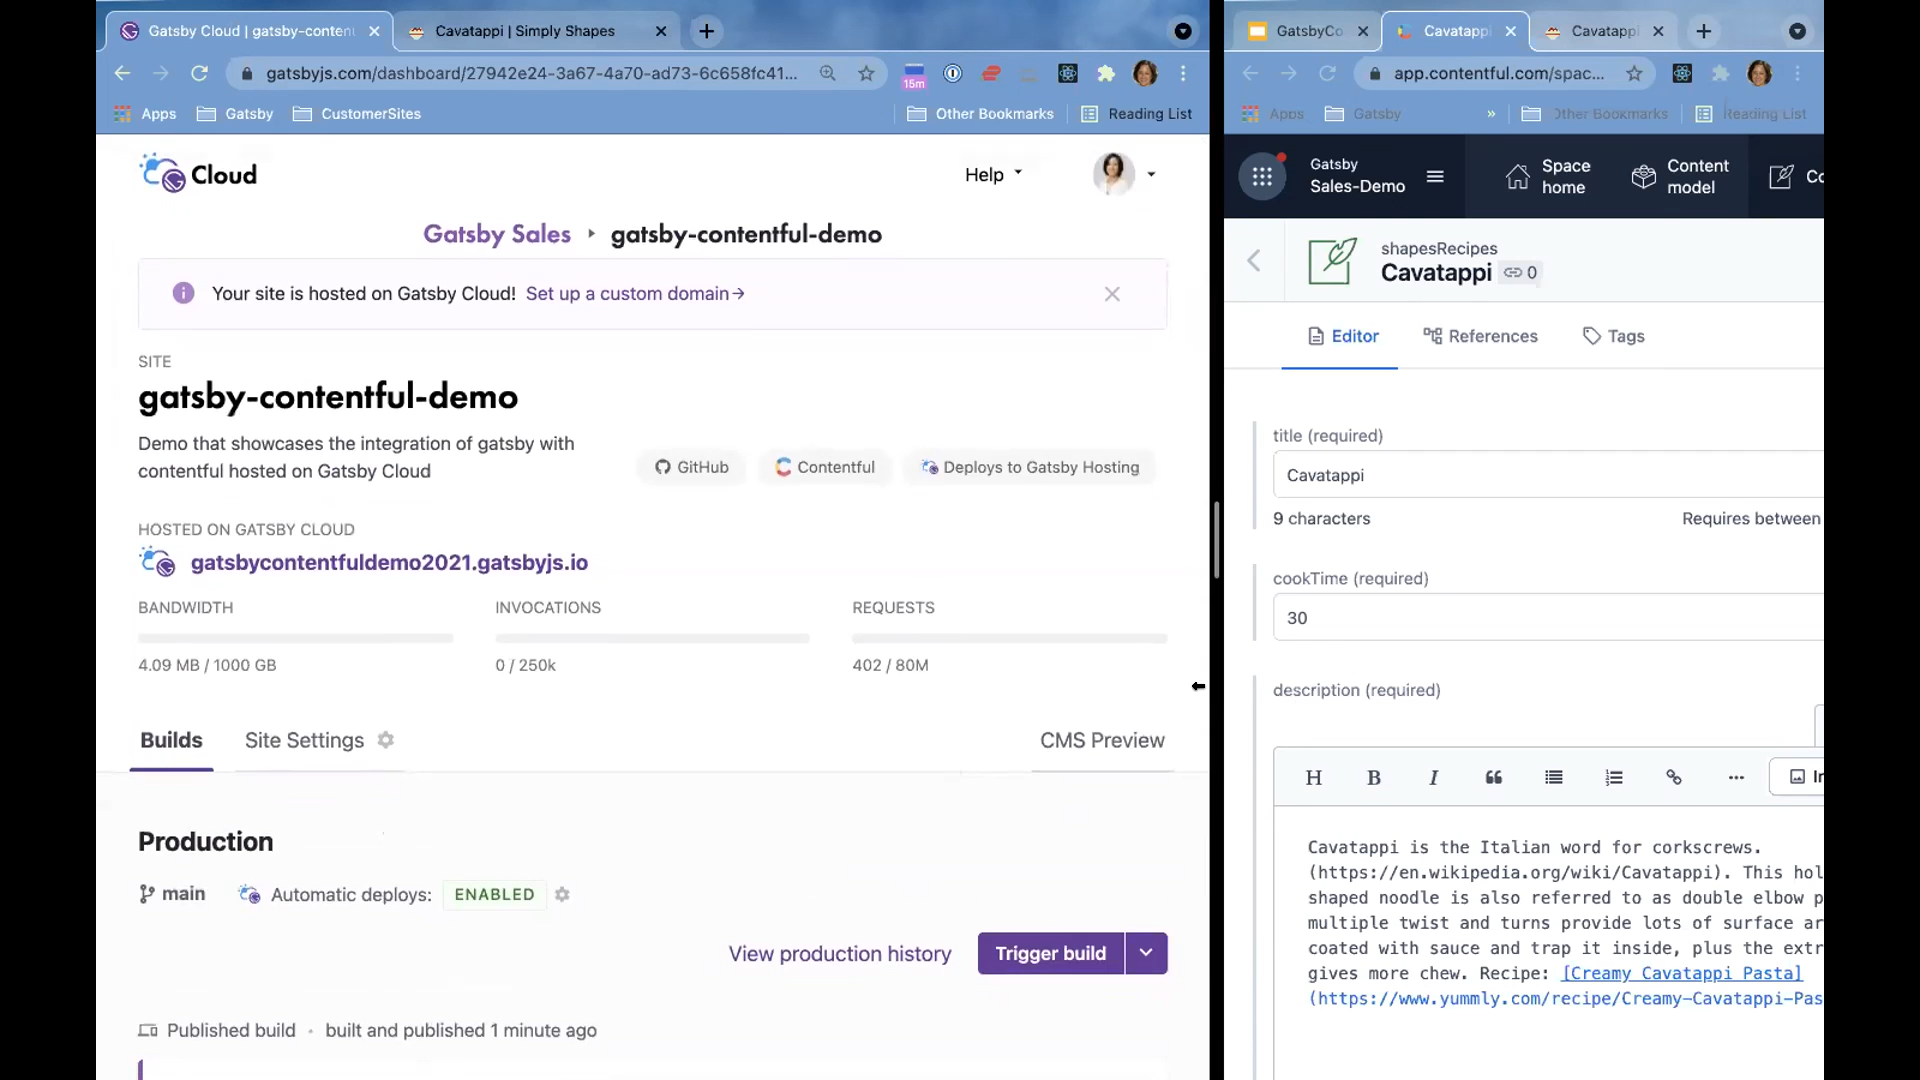 Gatsby Cloud | gatsby-conten
Cavatappi | Simply Shapes
gatsbyjs.com/dashboard/27942e24-3a67-4a70-ad73-6c658fc41...
15m
Apps
Gatsby
CustomerSites
Other Bookmarks
Reading List
Cloud
Help
Gatsby Sales
gatsby-contentful-demo
Your site is hosted on Gatsby Cloud! Set up a custom domain→
SITE
gatsby-contentful-demo
Demo that showcases the integration of gatsby with
contentful hosted on Gatsby Cloud
GitHub
Contentful
Deploys to Gatsby Hosting
HOSTED ON GATSBY CLOUD
gatsbycontentfuldemo2021.gatsbyjs.io
BANDWIDTH
INVOCATIONS
REQUESTS
4.09 MB / 1000 GB
0 / 250k
402 / 80M
Builds
Site Settings
CMS Preview
Production
main
Automatic deploys: ENABLED
View production history
Trigger build
Published build • built and published 1 minute ago
GatsbyCo
Cavatappi
Cavatappi
app.contentful.com/spac...
Apps
Gatsby
»
Other Bookmarks
Reading List
Gatsby
Sales-Demo
Space
home
Content
model
Co
shapesRecipes
Cavatappi
0
Editor
References
Tags
title (required)
Cavatappi
9 characters
Requires between
cookTime (required)
30
description (required)
H
B
I
In
Cavatappi is the Italian word for corkscrews.
(https://en.wikipedia.org/wiki/Cavatappi). This hol
shaped noodle is also referred to as double elbow p
multiple twist and turns provide lots of surface ar
coated with sauce and trap it inside, plus the extr
gives more chew. Recipe: [Creamy Cavatappi Pasta]
(https://www.yummly.com/recipe/Creamy-Cavatappi-Pas